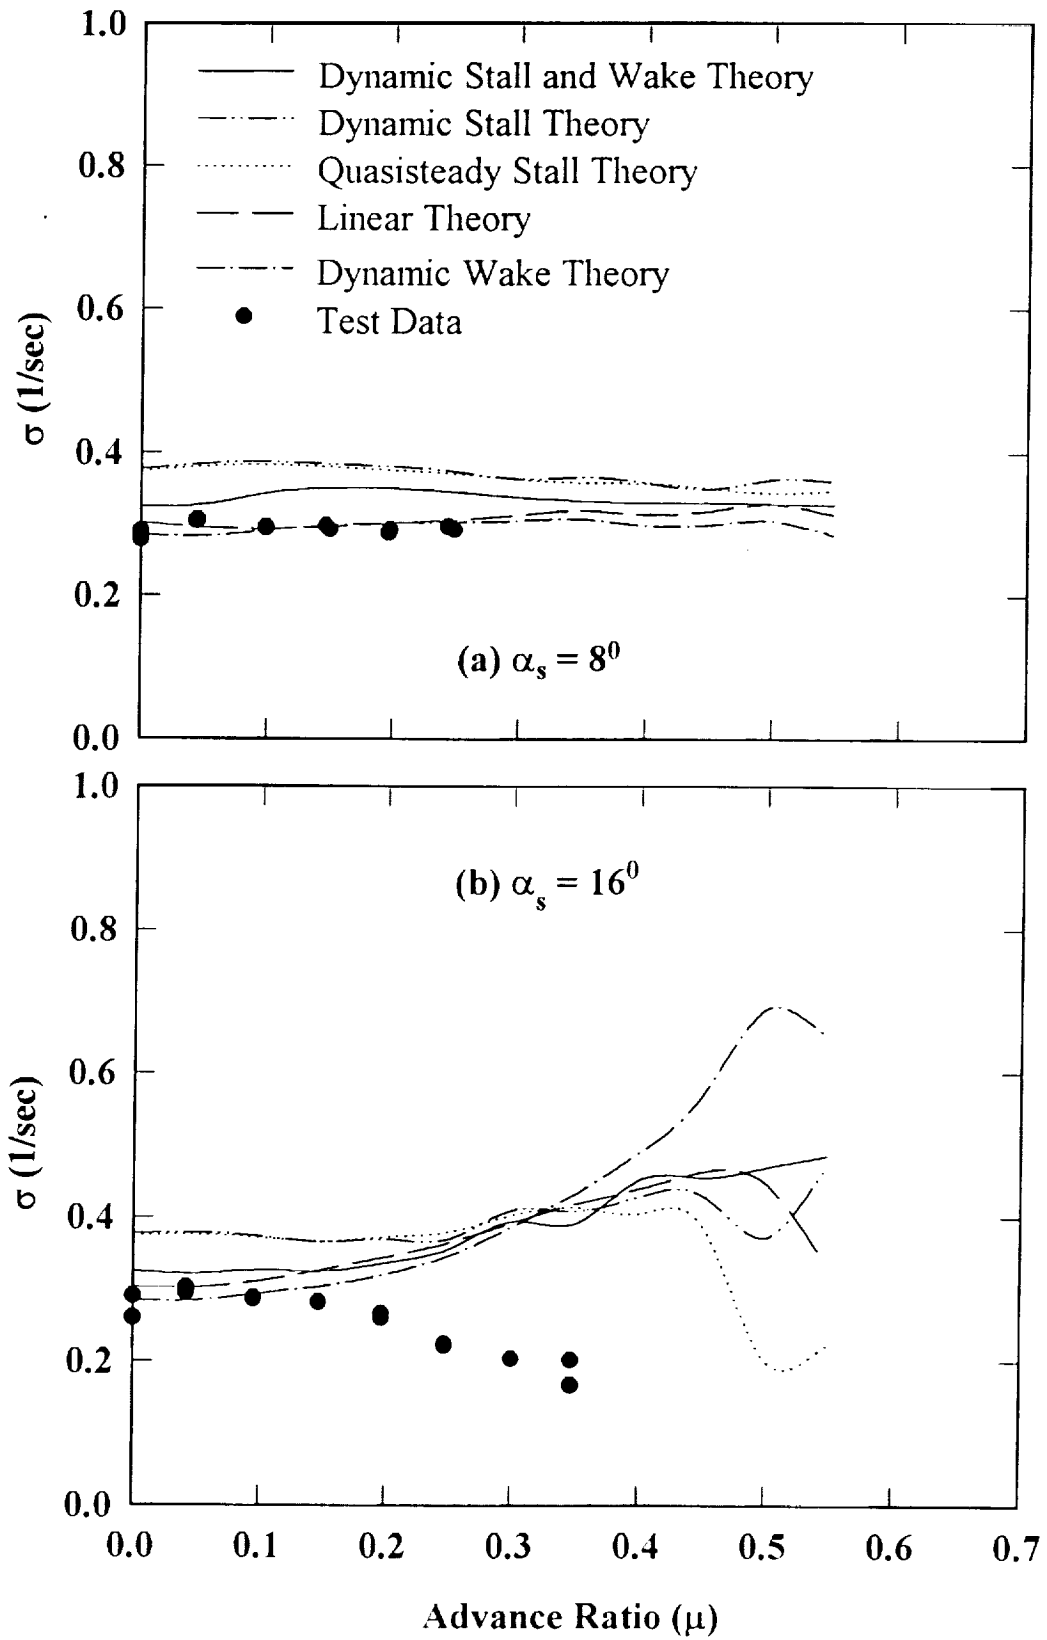 1.0
Dynamic Stall and Wake Theory
Dynamic Stall Theory
0.8
Quasisteady Stall Theory
Linear Theory
Dynamic Wake Theory
0.6
Test Data
σ (1/sec)
0.4
0.2
(a) αs = 8⁰
0.0
1.0
(b) αs = 16⁰
0.8
0.6
σ (1/sec)
0.4
0.2
0.0
0.0 0.1 0.2 0.3 0.4 0.5 0.6 0.7
Advance Ratio (μ)